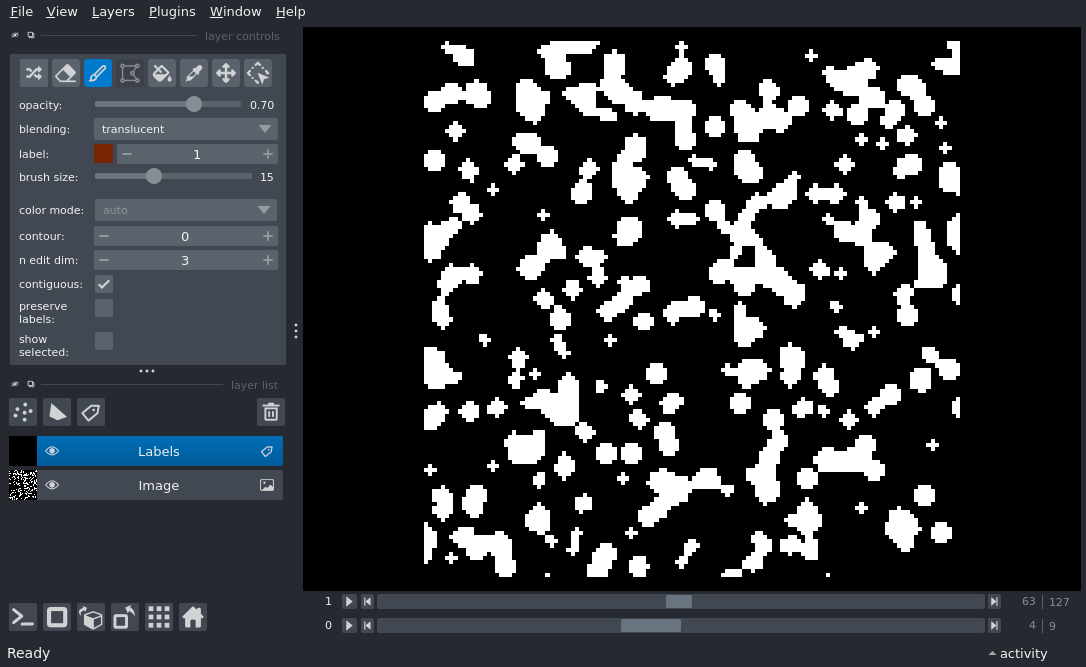 File View Layers Plugins Window Help
layer controls
opacity: 0.70
blending: translucent
label: 1
brush size: 15
color mode: auto
contour: 0
n edit dim: 3
contiguous:
preserve
labels:
show
selected:
layer list
Labels
Image
1 63 127
0 4 9
Ready activity